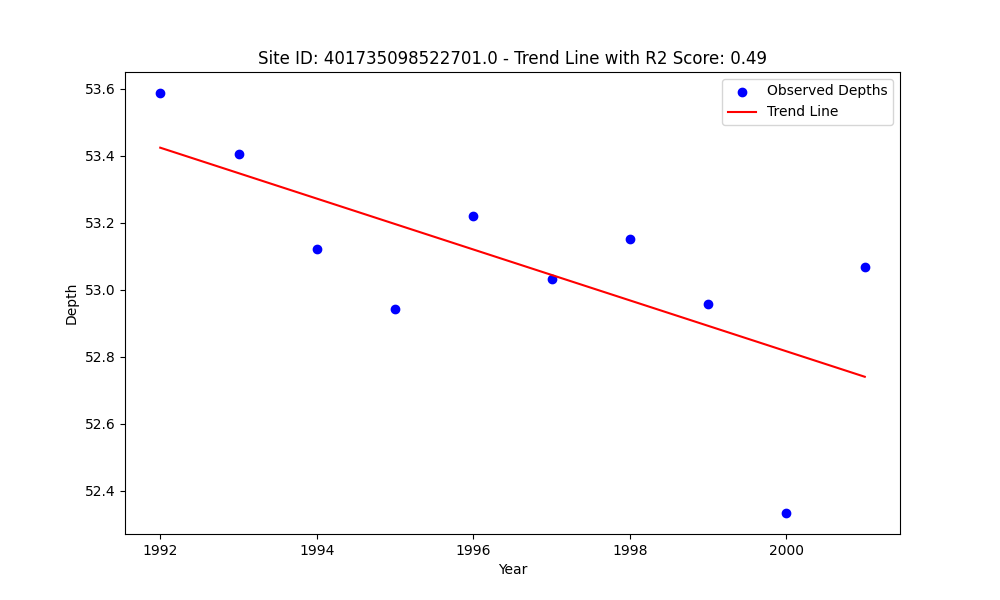 Site ID: 401735098522701.0 - Trend Line with R2 Score: 0.49
Observed Depths
Trend Line
53.6
53.4
53.2
53.0
52.8
52.6
52.4
Depth
1992
1994
1996
1998
2000
Year